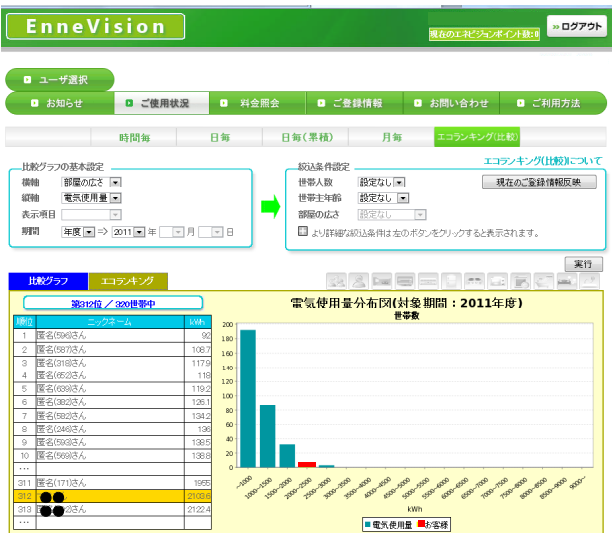 EnneVision
現在のエネビジョンポイント数:0
»ログアウト
ユーザ選択
お知らせ
ご使用状況
料金照会
ご登録情報
お問い合わせ
ご利用方法
時間毎
日毎
日毎(累積)
月毎
エコランキング(比較)
エコランキング(比較)について
比較グラフの基本設定
横軸 部屋の広さ
縦軸 電気使用量
表示項目
期間 年度 => 2011 年 月 日
絞込条件設定
世帯人数 設定なし
世帯主年齢 設定なし
部屋の広さ 設定なし
現在のご登録情報反映
より詳細な絞込条件は左のボタンをクリックすると表示されます。
実行
比較グラフ
エコランキング
第312位 / 320世帯中
順位 ニックネーム kWh
1 匿名(596)さん 92
2 匿名(587)さん 108.7
3 匿名(318)さん 117.9
4 匿名(652)さん 118
5 匿名(639)さん 119.2
6 匿名(382)さん 126.1
7 匿名(582)さん 134.2
8 匿名(246)さん 136
9 匿名(593)さん 138.5
10 匿名(569)さん 138.8
...
311 匿名(171)さん 1955
312 2103.6
313 2)さん 2122.4
電気使用量分布図(対象期間:2011年度)
世帯数
200
180
160
140
120
100
80
60
40
20
0
~1000
1000~1500
1500~2000
2000~2500
2500~3000
3000~3500
3500~4000
4000~4500
4500~5000
5000~5500
5500~6000
6000~6500
6500~7000
7000~7500
7500~8000
8000~8500
8500~9000
9000~
kWh
電気使用量 お客様